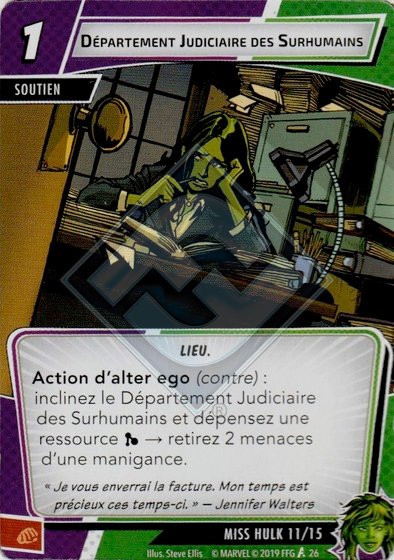 1
DÉPARTEMENT JUDICIAIRE DES SURHUMAINS
SOUTIEN
LIEU.
Action d'alter ego (contre) :
inclinez le Département Judiciaire
des Surhumains et dépensez une
ressource → retirez 2 menaces
d'une manigance.
« Je vous enverrai la facture. Mon temps est
précieux ces temps-ci. » — Jennifer Walters
MISS HULK 11/15
Illus. Steve Ellis © MARVEL © 2019 FFG 26